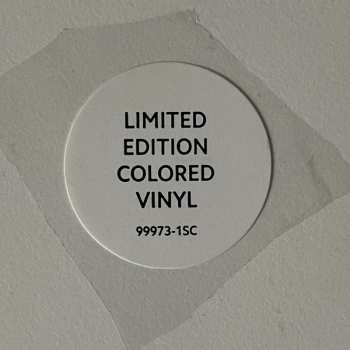 LIMITED
EDITION
COLORED
VINYL
99973-1SC